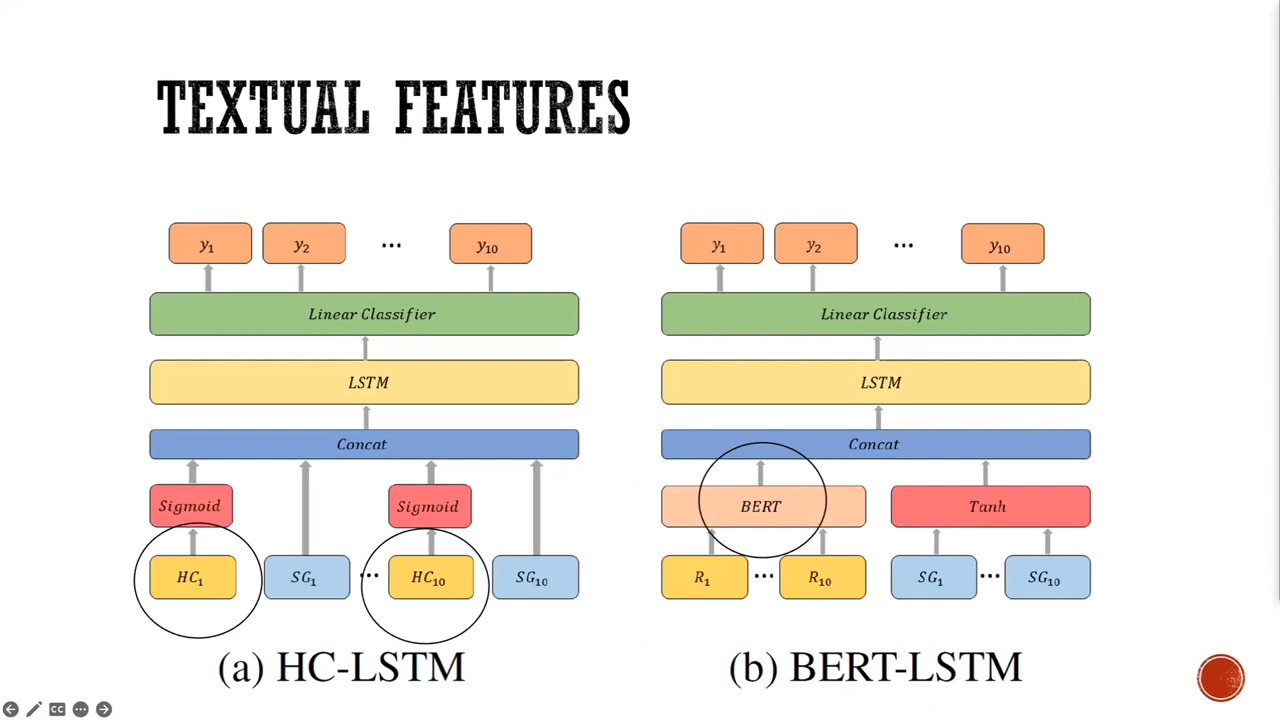 TEXTUAL FEATURES
y₁ y₂ ... y₁₀
Linear Classifier
LSTM
Concat
Sigmoid Sigmoid
HC₁ SG₁ ... HC₁₀ SG₁₀
(a) HC-LSTM
y₁ y₂ ... y₁₀
Linear Classifier
LSTM
Concat
BERT Tanh
R₁ ... R₁₀ SG₁ ... SG₁₀
(b) BERT-LSTM
CC